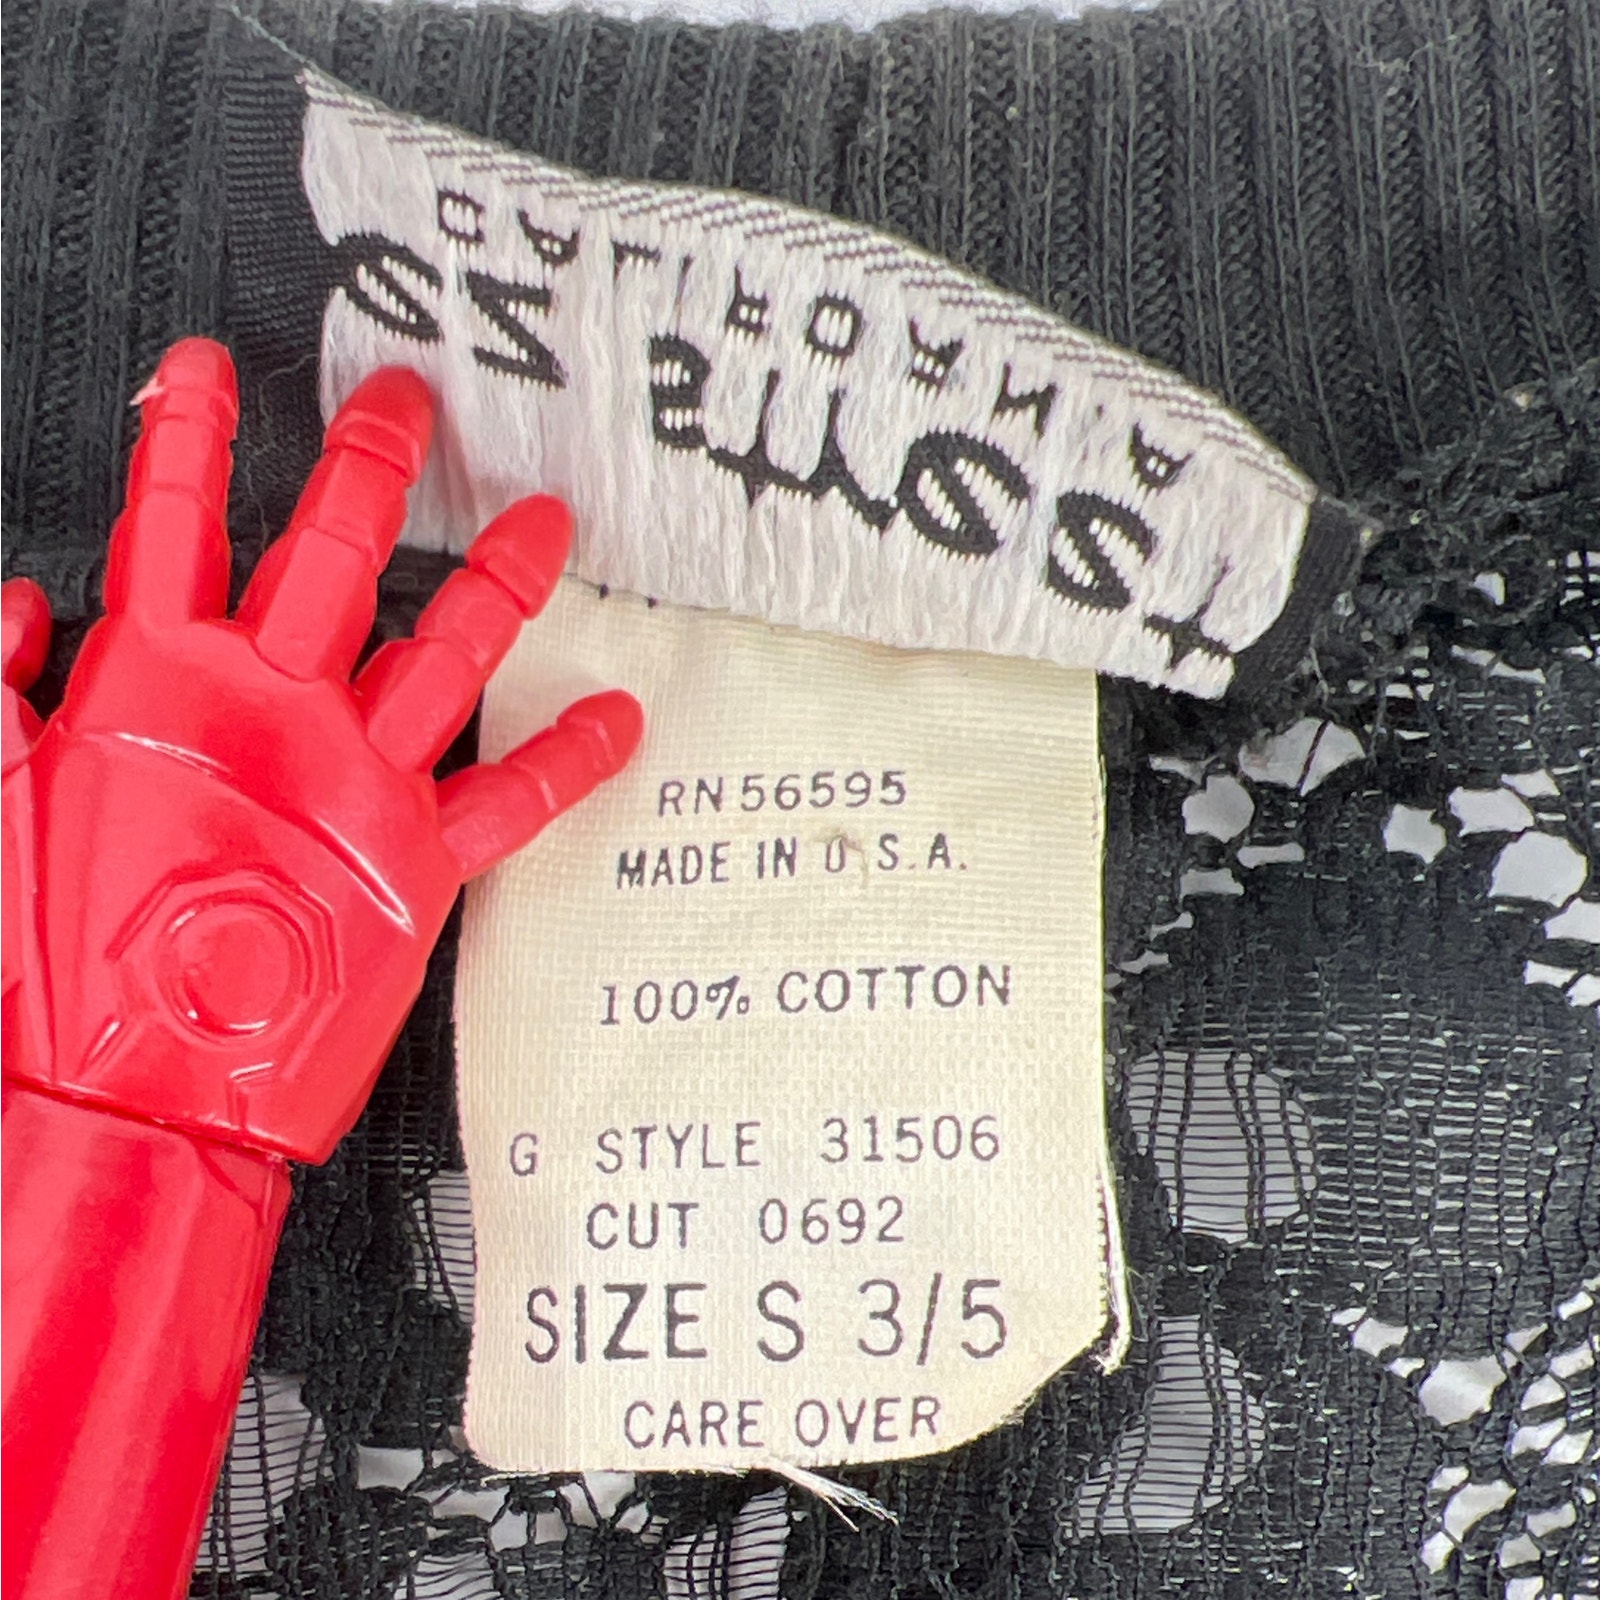 RN 56595
MADE IN U.S.A.
100% COTTON
G STYLE 31506
CUT 0692
SIZE S 3/5
CARE OVER